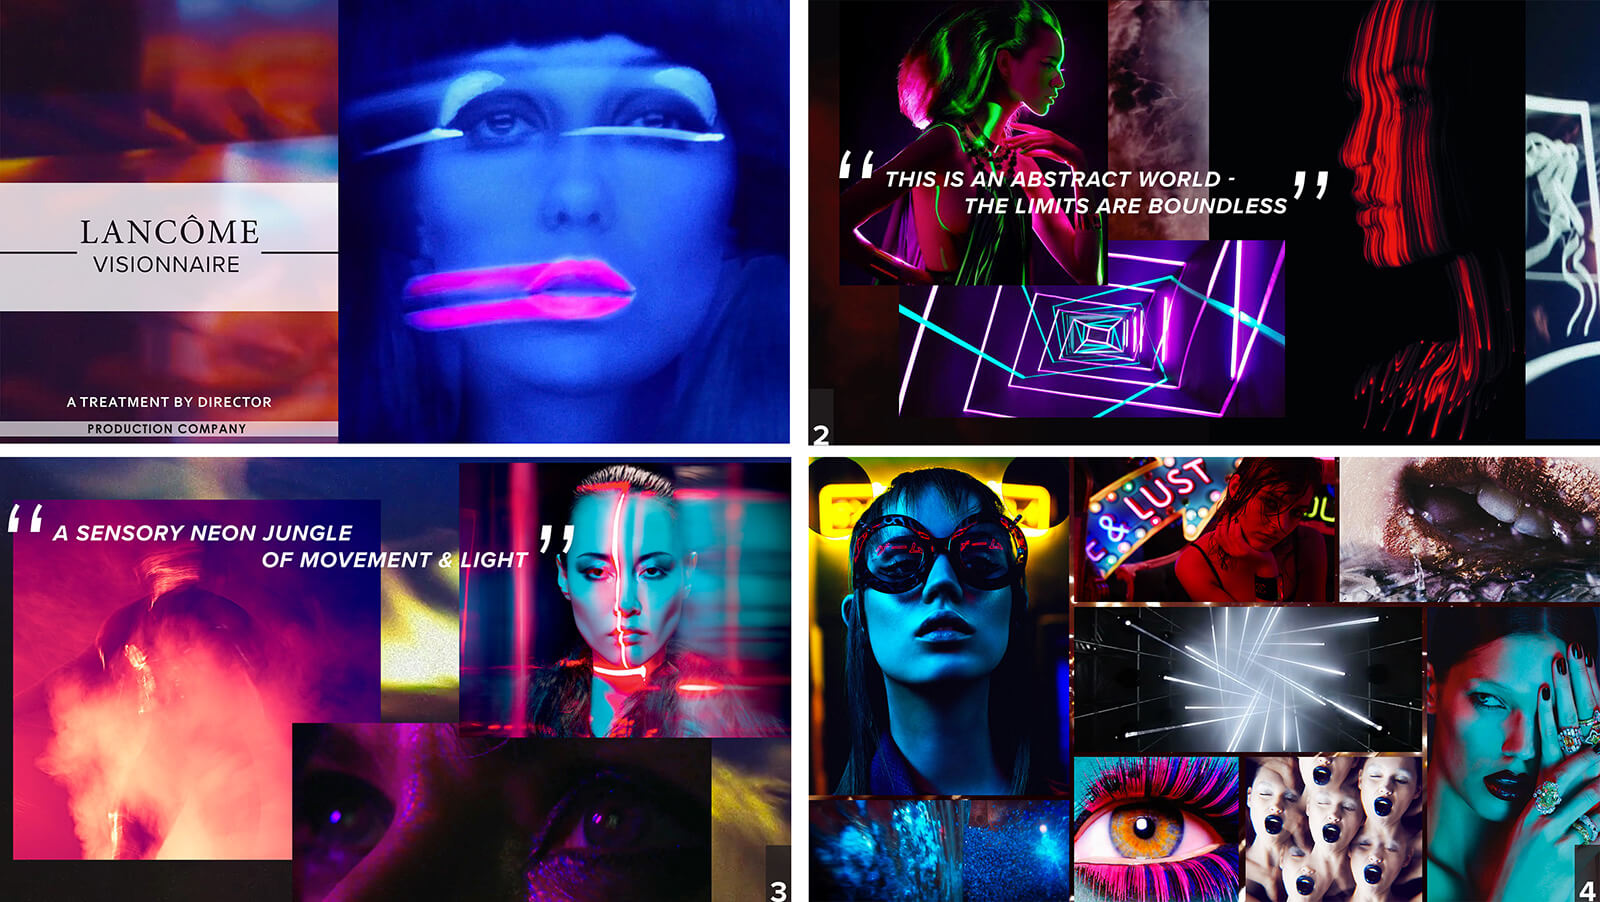 LANCÔME
VISIONNAIRE
A TREATMENT BY DIRECTOR
PRODUCTION COMPANY
“ THIS IS AN ABSTRACT WORLD -
THE LIMITS ARE BOUNDLESS ”
2
“ A SENSORY NEON JUNGLE
OF MOVEMENT & LIGHT ”
3
& LUST
4